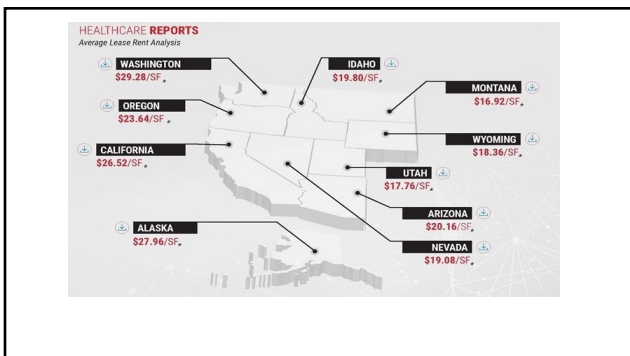 HEALTHCARE REPORTS
Average Lease Rent Analysis
WASHINGTON
$29.28/SF*
IDAHO
$19.80/SF*
MONTANA
$16.92/SF*
OREGON
$23.64/SF*
WYOMING
$18.36/SF*
CALIFORNIA
$26.52/SF*
UTAH
$17.76/SF*
ARIZONA
$20.16/SF*
ALASKA
$27.96/SF*
NEVADA
$19.08/SF*